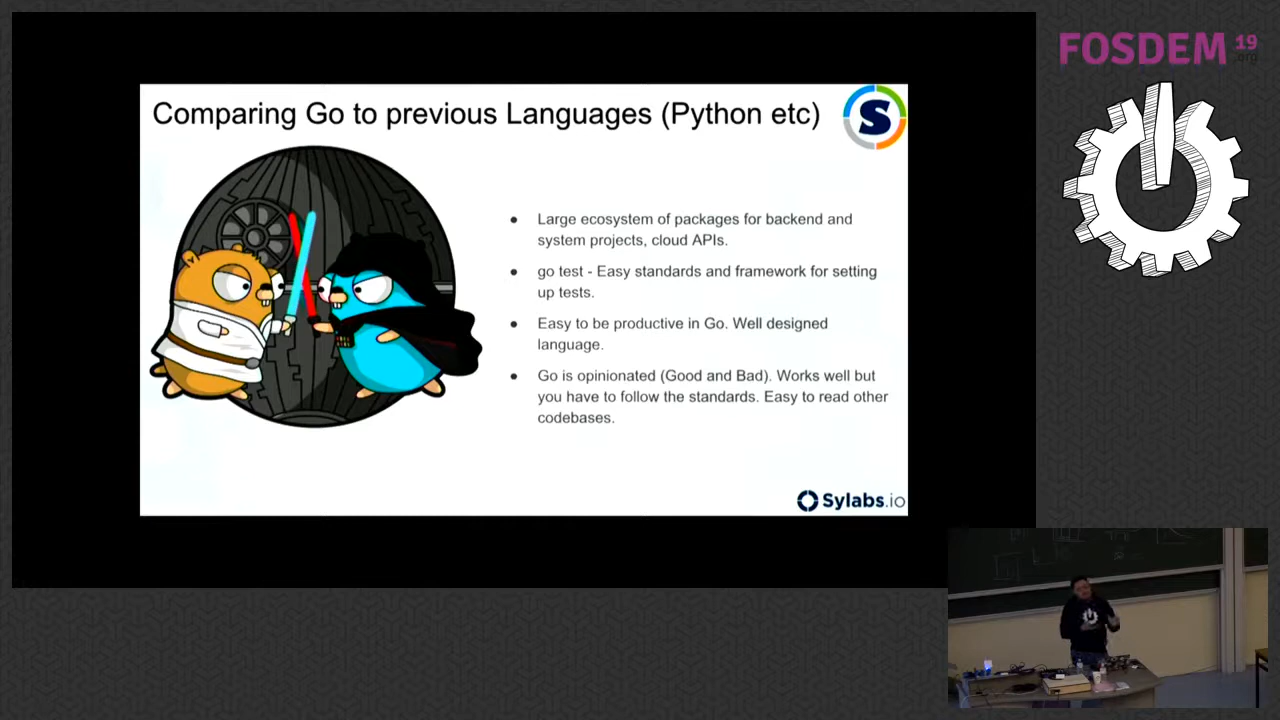 FOSDEM 19
.org
Comparing Go to previous Languages (Python etc)
S
● Large ecosystem of packages for backend and
system projects, cloud APIs.
● go test - Easy standards and framework for setting
up tests.
● Easy to be productive in Go. Well designed
language.
● Go is opinionated (Good and Bad). Works well but
you have to follow the standards. Easy to read other
codebases.
Sylabs.io